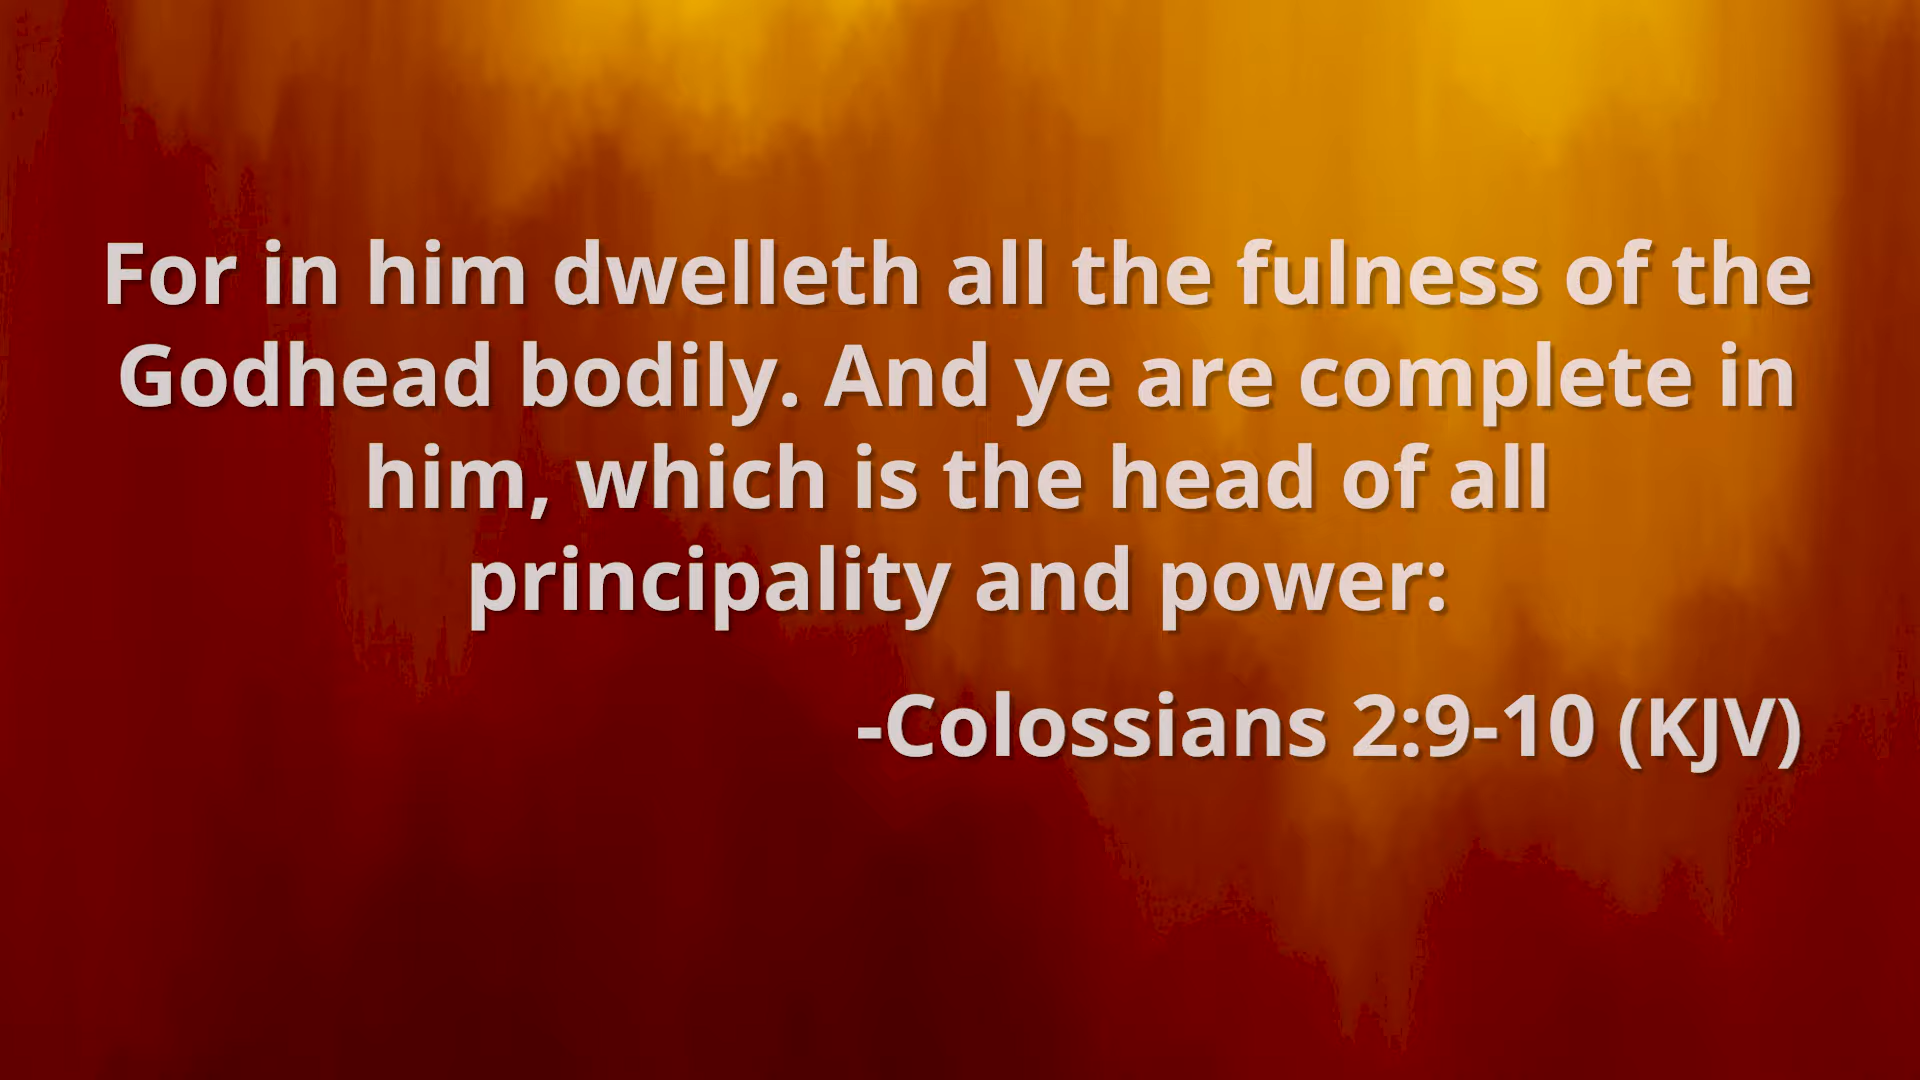 For in him dwelleth all the fulness of the
Godhead bodily. And ye are complete in
him, which is the head of all
principality and power:
-Colossians 2:9-10 (KJV)